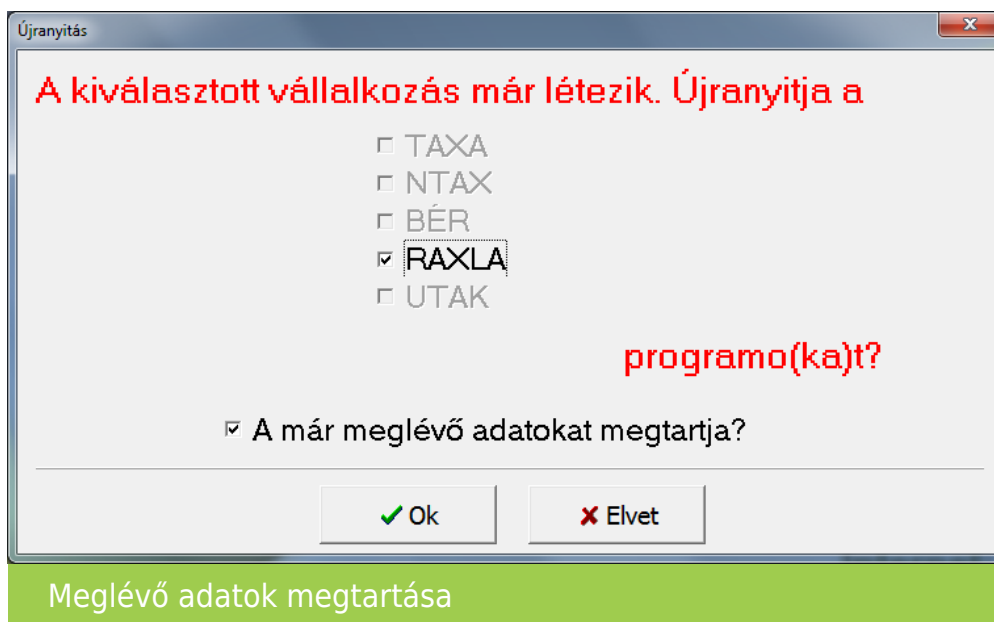 Újranyitás
A kiválasztott vállalkozás már létezik. Újranyitja a
TAXA
NTAX
BÉR
RAXLA
UTAK
programo(ka)t?
A már meglévő adatokat megtartja?
Ok Elvet
Meglévő adatok megtartása